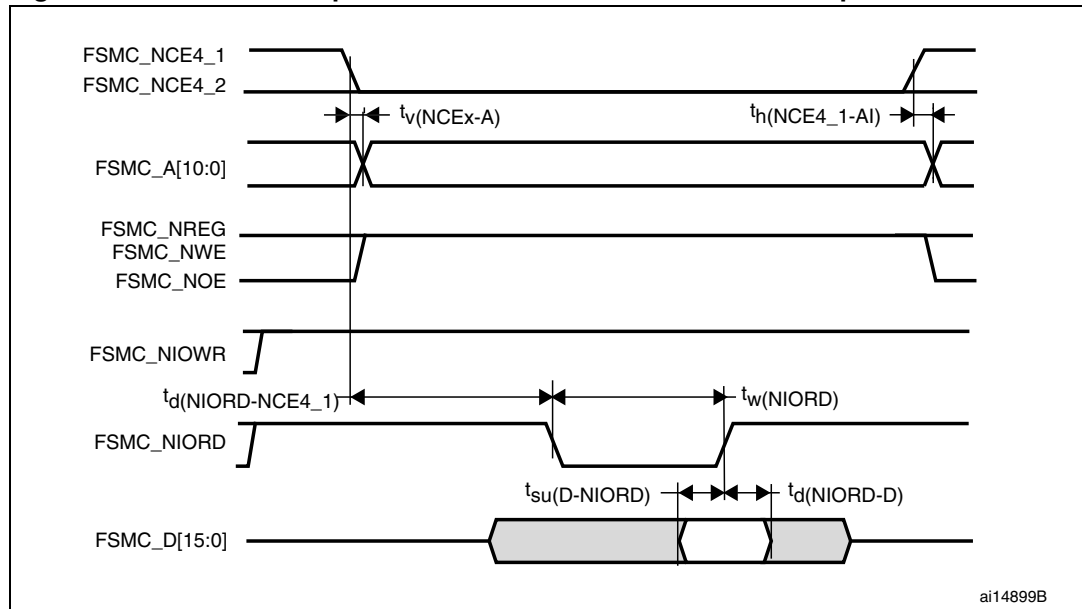 FSMC_NCE4_1
FSMC_NCE4_2
tv(NCEx-A)
th(NCE4_1-AI)
FSMC_A[10:0]
FSMC_NREG
FSMC_NWE
FSMC_NOE
FSMC_NIOWR
td(NIORD-NCE4_1)
tw(NIORD)
FSMC_NIORD
tsu(D-NIORD)
td(NIORD-D)
FSMC_D[15:0]
ai14899B